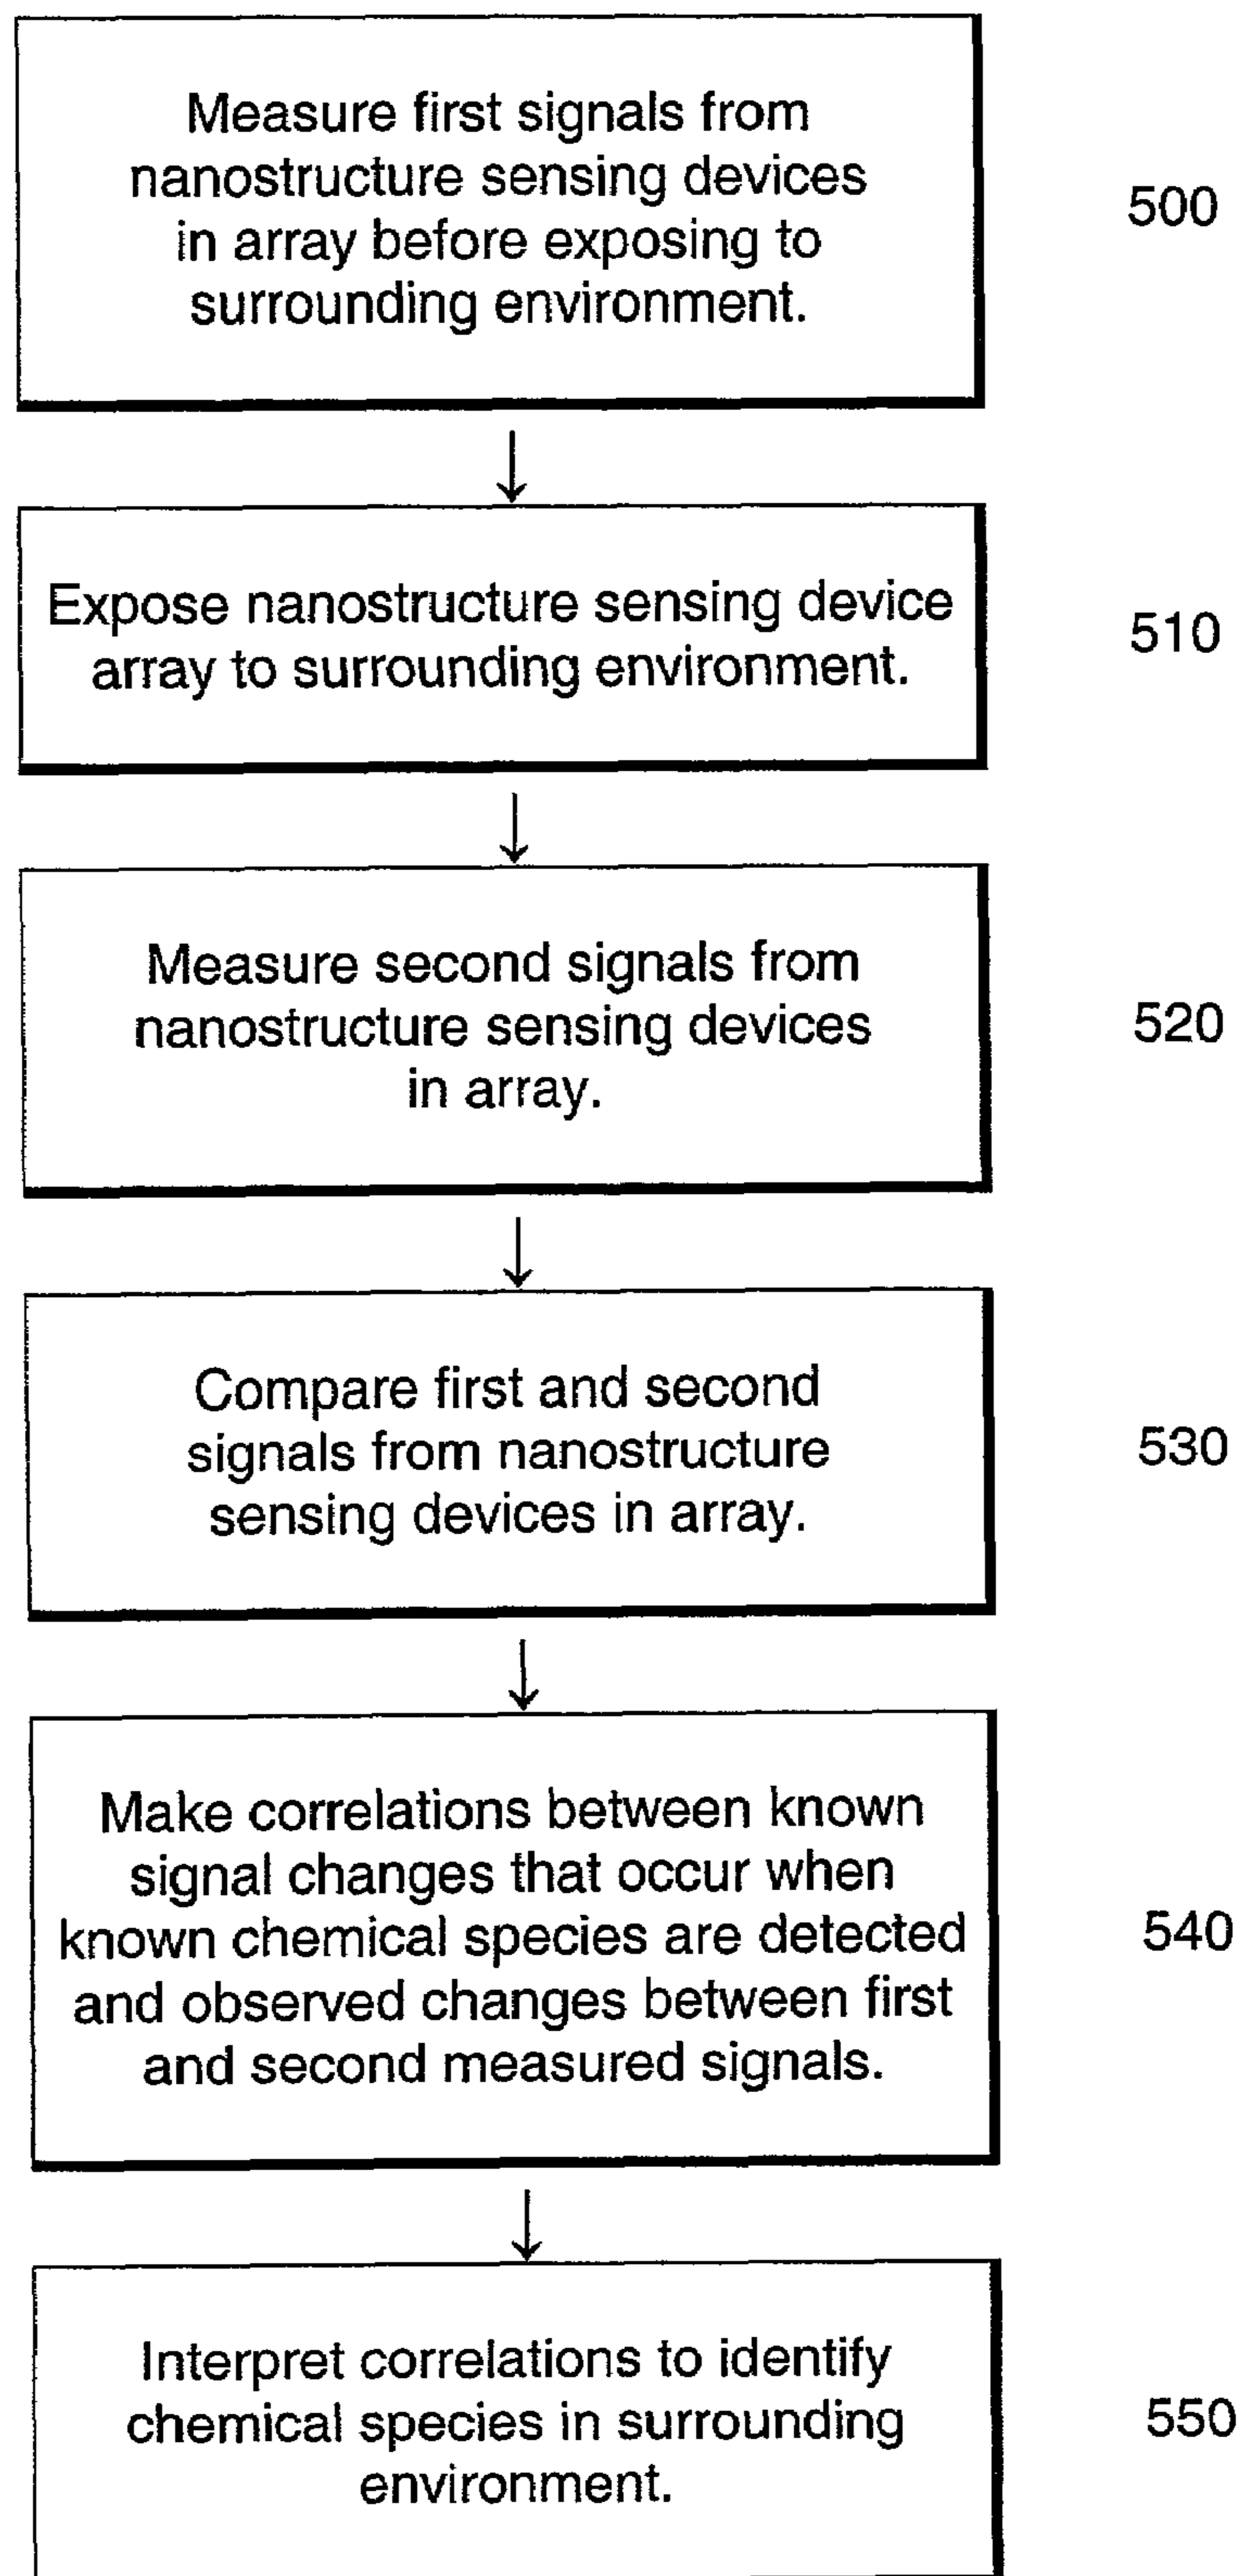 Measure first signals from
nanostructure sensing devices
in array before exposing to
surrounding environment.
500
Expose nanostructure sensing device
array to surrounding environment.
510
Measure second signals from
nanostructure sensing devices
in array.
520
Compare first and second
signals from nanostructure
sensing devices in array.
530
Make correlations between known
signal changes that occur when
known chemical species are detected
and observed changes between first
and second measured signals.
540
Interpret correlations to identify
chemical species in surrounding
environment.
550